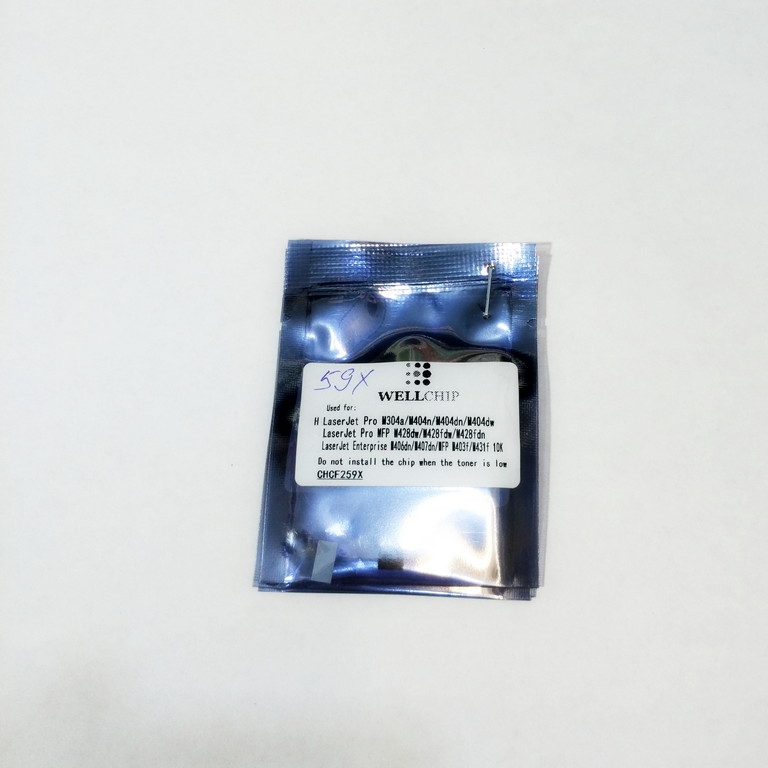 59X
WELLCHIP
Used for:
H LaserJet Pro M304a/M404n/M404dn/M404dw
LaserJet Pro MFP M428dw/M428fdw/M428fdn
LaserJet Enterprise M406dn/M407dn/MFP M403f/M431f 10K
Do not install the chip when the toner is low
CHCF259X